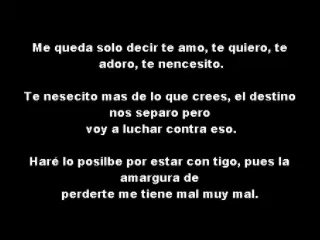 Me queda solo decir te amo, te quiero, te
adoro, te nencesito.
Te nesecito mas de lo que crees, el destino
nos separo pero
voy a luchar contra eso.
Haré lo posilbe por estar con tigo, pues la
amargura de
perderte me tiene mal muy mal.